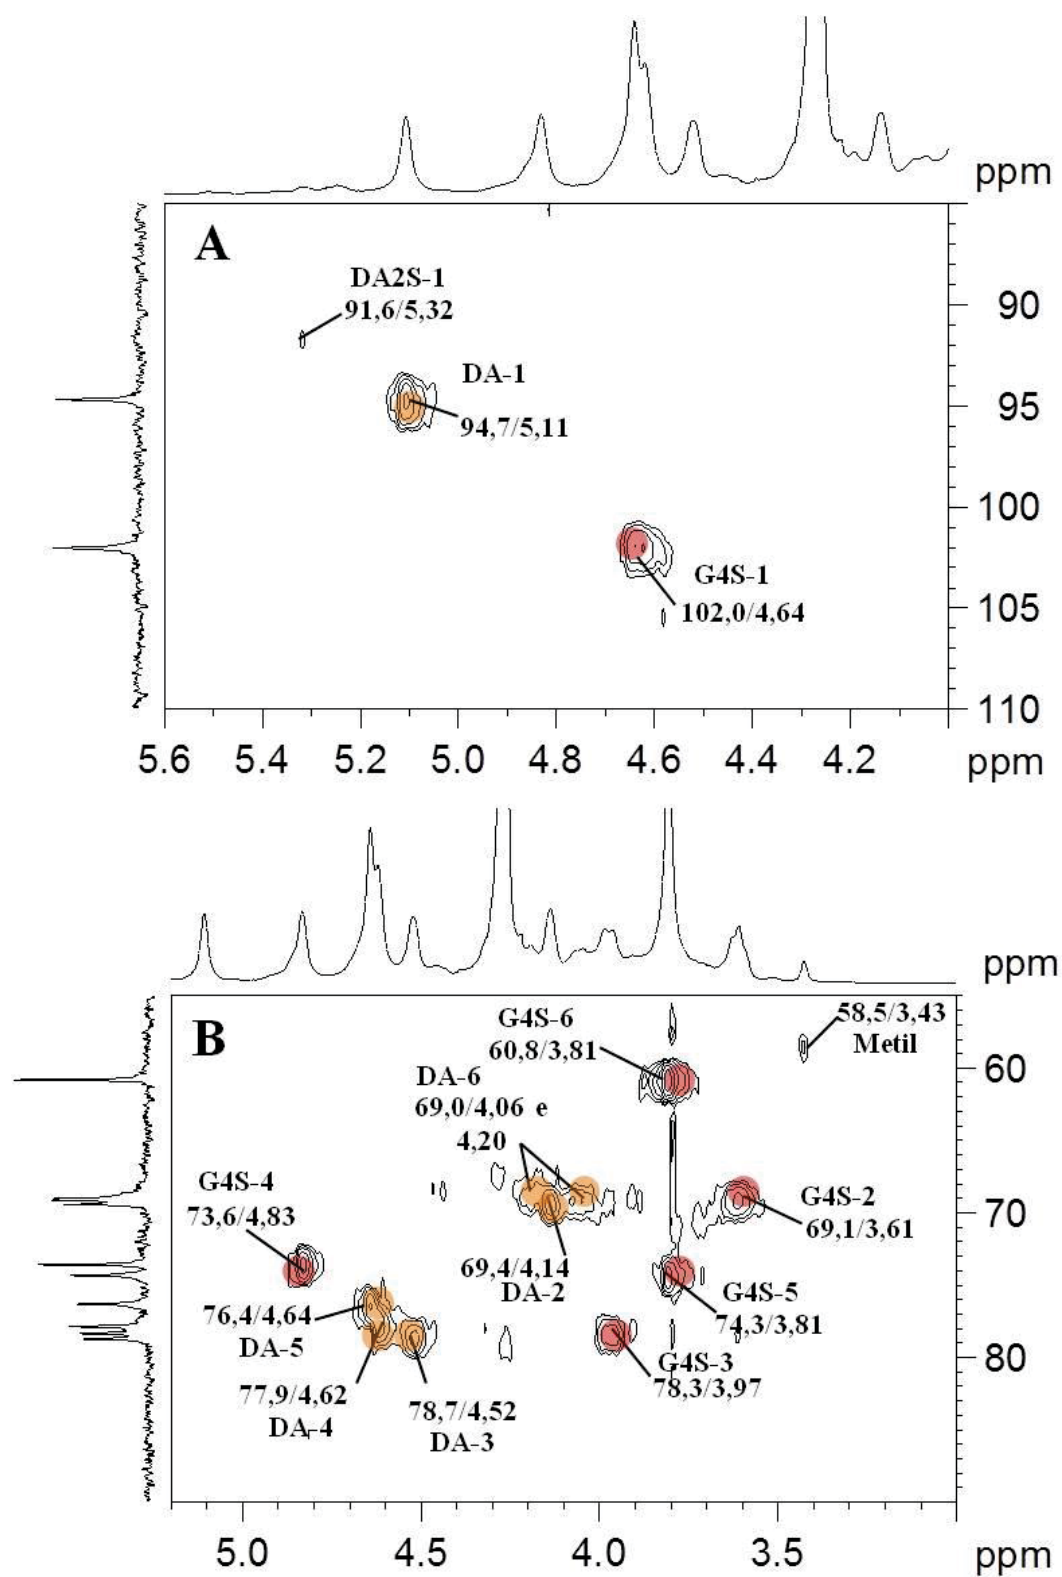 ppm
A
DA2S-1
91,6/5,32
DA-1
94,7/5,11
G4S-1
102,0/4,64
90
95
100
105
110
5.6 5.4 5.2 5.0 4.8 4.6 4.4 4.2 ppm
ppm
B
G4S-6
60,8/3,81
58,5/3,43
Metil
DA-6
69,0/4,06 e
4,20
G4S-4
73,6/4,83
G4S-2
69,1/3,61
69,4/4,14
DA-2
G4S-5
74,3/3,81
76,4/4,64
DA-5
G4S-3
78,3/3,97
77,9/4,62
DA-4
78,7/4,52
DA-3
60
70
80
5.0 4.5 4.0 3.5 ppm